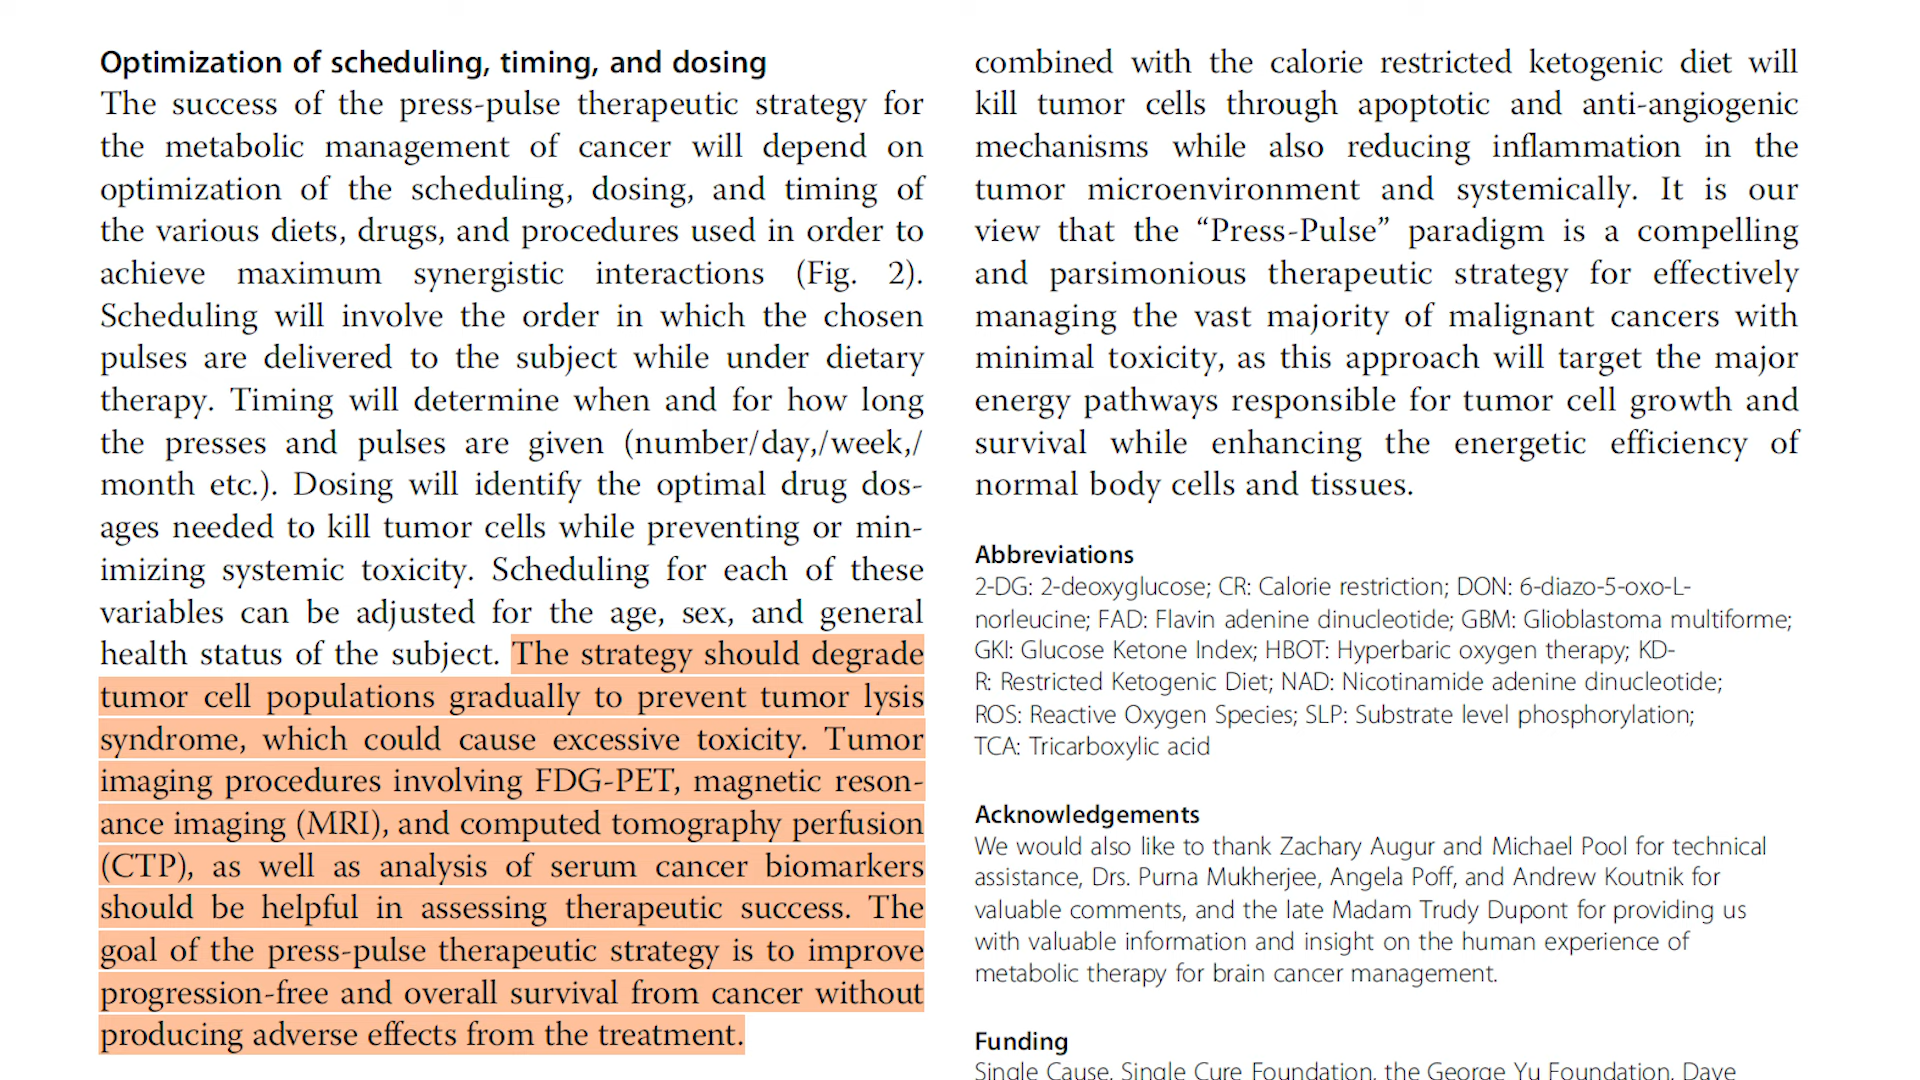 Optimization of scheduling, timing, and dosing
The success of the press-pulse therapeutic strategy for
the metabolic management of cancer will depend on
optimization of the scheduling, dosing, and timing of
the various diets, drugs, and procedures used in order to
achieve maximum synergistic interactions (Fig. 2).
Scheduling will involve the order in which the chosen
pulses are delivered to the subject while under dietary
therapy. Timing will determine when and for how long
the presses and pulses are given (number/day,/week,/
month etc.). Dosing will identify the optimal drug dos-
ages needed to kill tumor cells while preventing or min-
imizing systemic toxicity. Scheduling for each of these
variables can be adjusted for the age, sex, and general
health status of the subject. The strategy should degrade
tumor cell populations gradually to prevent tumor lysis
syndrome, which could cause excessive toxicity. Tumor
imaging procedures involving FDG-PET, magnetic reson-
ance imaging (MRI), and computed tomography perfusion
(CTP), as well as analysis of serum cancer biomarkers
should be helpful in assessing therapeutic success. The
goal of the press-pulse therapeutic strategy is to improve
progression-free and overall survival from cancer without
producing adverse effects from the treatment.
combined with the calorie restricted ketogenic diet will
kill tumor cells through apoptotic and anti-angiogenic
mechanisms while also reducing inflammation in the
tumor microenvironment and systemically. It is our
view that the “Press-Pulse” paradigm is a compelling
and parsimonious therapeutic strategy for effectively
managing the vast majority of malignant cancers with
minimal toxicity, as this approach will target the major
energy pathways responsible for tumor cell growth and
survival while enhancing the energetic efficiency of
normal body cells and tissues.
Abbreviations
2-DG: 2-deoxyglucose; CR: Calorie restriction; DON: 6-diazo-5-oxo-L-
norleucine; FAD: Flavin adenine dinucleotide; GBM: Glioblastoma multiforme;
GKI: Glucose Ketone Index; HBOT: Hyperbaric oxygen therapy; KD-
R: Restricted Ketogenic Diet; NAD: Nicotinamide adenine dinucleotide;
ROS: Reactive Oxygen Species; SLP: Substrate level phosphorylation;
TCA: Tricarboxylic acid
Acknowledgements
We would also like to thank Zachary Augur and Michael Pool for technical
assistance, Drs. Purna Mukherjee, Angela Poff, and Andrew Koutnik for
valuable comments, and the late Madam Trudy Dupont for providing us
with valuable information and insight on the human experience of
metabolic therapy for brain cancer management.
Funding
Single Cause, Single Cure Foundation, the George Yu Foundation, Dave